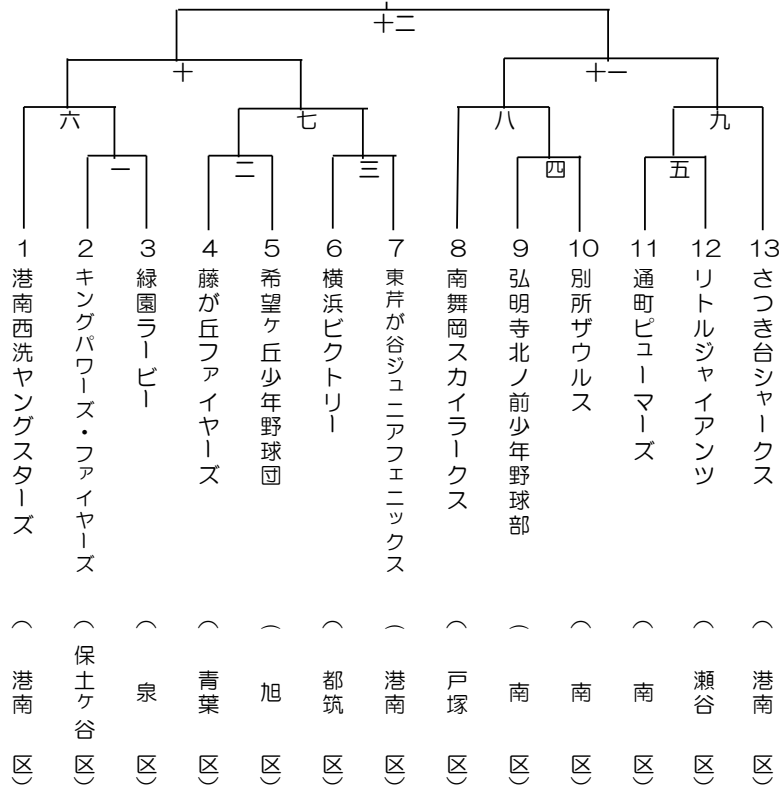 十二
十
十一
六
七
八
九
一
二
三
四
五
1 港南西洗ヤングスターズ (港南区)
2 キングパワーズ・ファイヤーズ (保土ケ谷区)
3 緑園ラービー (泉区)
4 藤が丘ファイヤーズ (青葉区)
5 希望ヶ丘少年野球団 (旭区)
6 横浜ビクトリー (都筑区)
7 東芹が谷ジュニアフェニックス (港南区)
8 南舞岡スカイラークス (戸塚区)
9 弘明寺北ノ前少年野球部 (南区)
10 別所ザウルス (南区)
11 通町ピューマーズ (南区)
12 リトルジャイアンツ (瀬谷区)
13 さつき台シャークス (港南区)